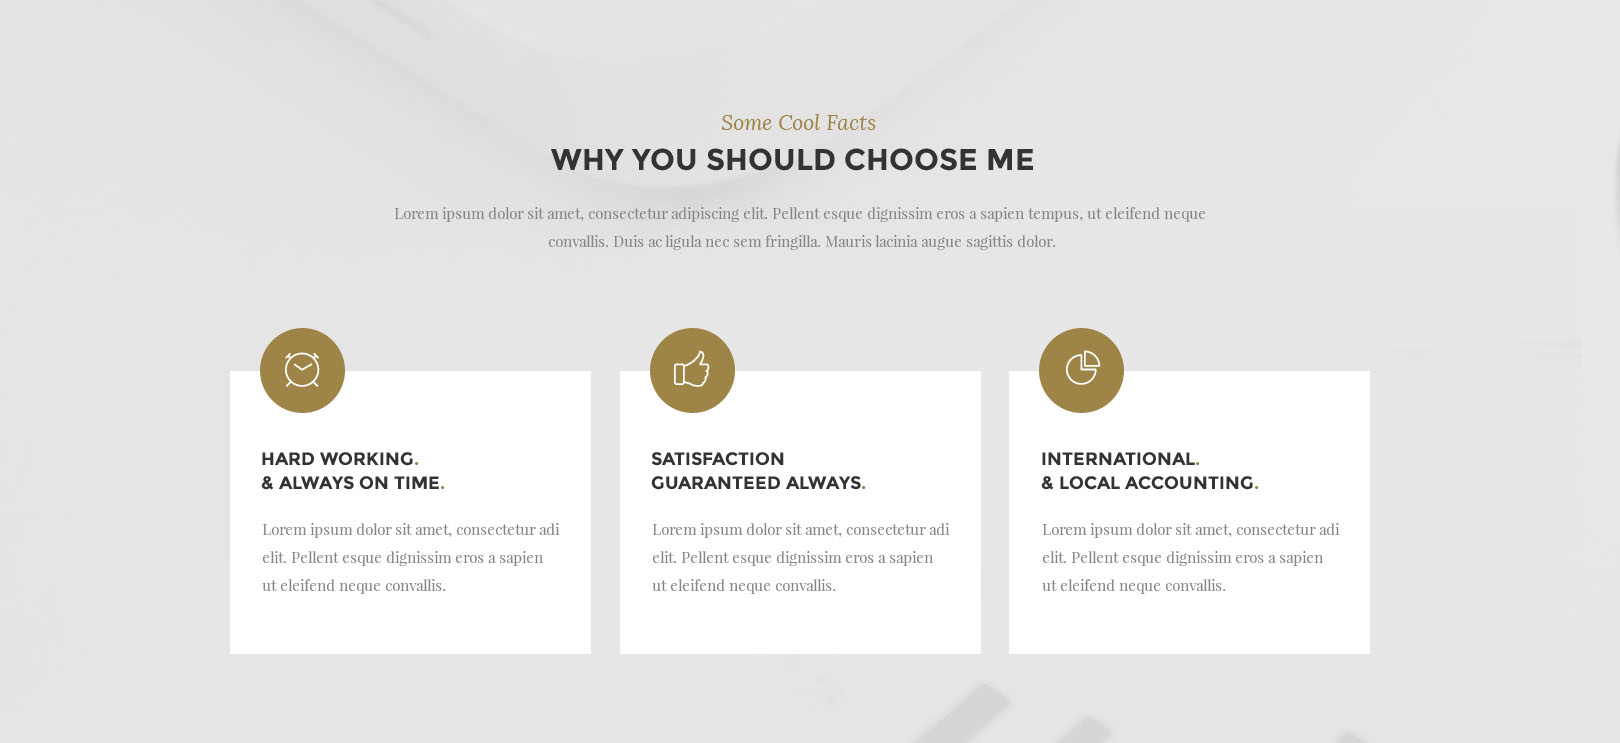 Some Cool Facts
WHY YOU SHOULD CHOOSE ME
Lorem ipsum dolor sit amet, consectetur adipiscing elit. Pellent esque dignissim eros a sapien tempus, ut eleifend neque
convallis. Duis ac ligula nec sem fringilla. Mauris lacinia augue sagittis dolor.
HARD WORKING.
& ALWAYS ON TIME.
Lorem ipsum dolor sit amet, consectetur adi
elit. Pellent esque dignissim eros a sapien
ut eleifend neque convallis.
SATISFACTION
GUARANTEED ALWAYS.
Lorem ipsum dolor sit amet, consectetur adi
elit. Pellent esque dignissim eros a sapien
ut eleifend neque convallis.
INTERNATIONAL.
& LOCAL ACCOUNTING.
Lorem ipsum dolor sit amet, consectetur adi
elit. Pellent esque dignissim eros a sapien
ut eleifend neque convallis.